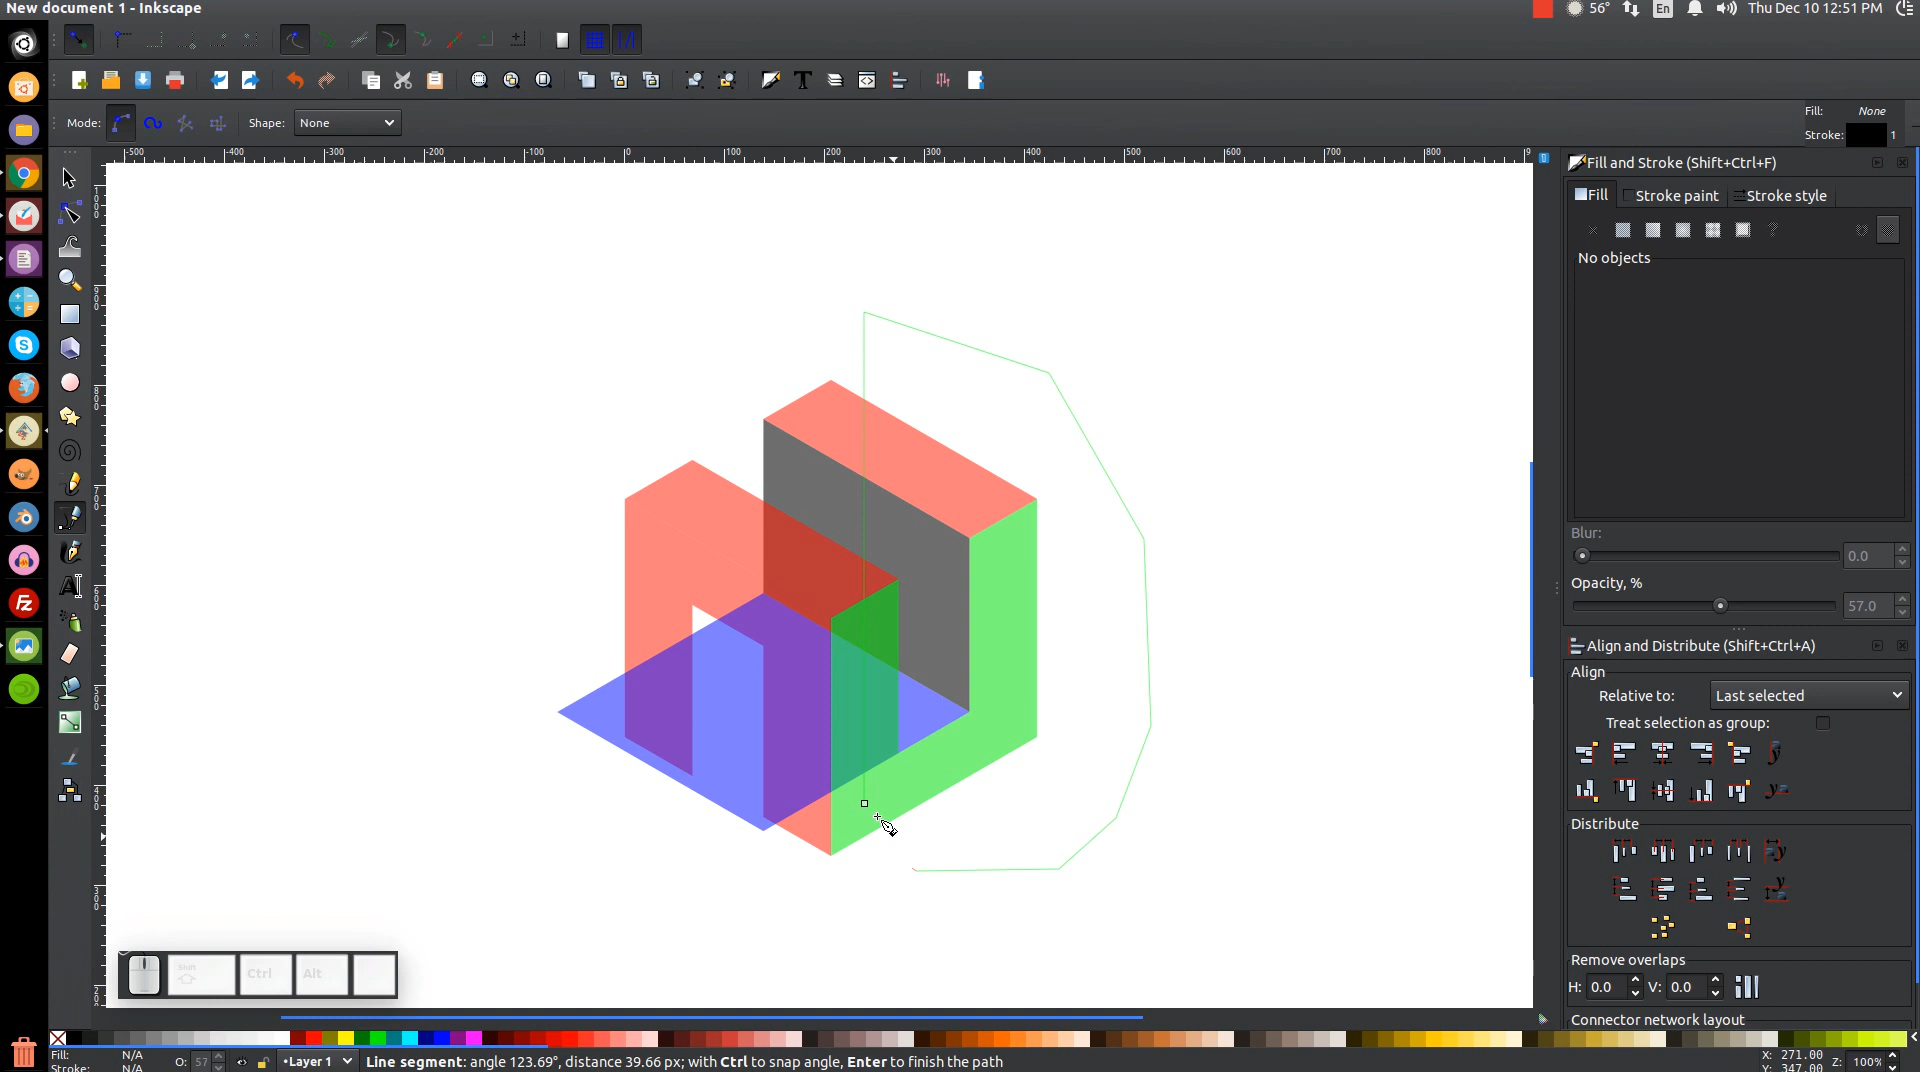 New document 1 - Inkscape
56° En Thu Dec 10 12:51 PM
Mode: Shape: None
Fill: None
Stroke: 1
-500 -400 -300 -200 -100 0 100 200 300 400 500 600 700 800 9
Fill and Stroke (Shift+Ctrl+F)
Fill Stroke paint Stroke style
No objects
Blur:
0.0
Opacity, %
57.0
Align and Distribute (Shift+Ctrl+A)
Align
Relative to: Last selected
Treat selection as group:
Distribute
Remove overlaps
H: 0.0 V: 0.0
Connector network layout
Shift Ctrl Alt
Fill: N/A
Stroke: N/A
O: 57
•Layer 1
Line segment: angle 123.69°, distance 39.66 px; with Ctrl to snap angle, Enter to finish the path
X: 271.00
Y: 347.00
Z: 100%